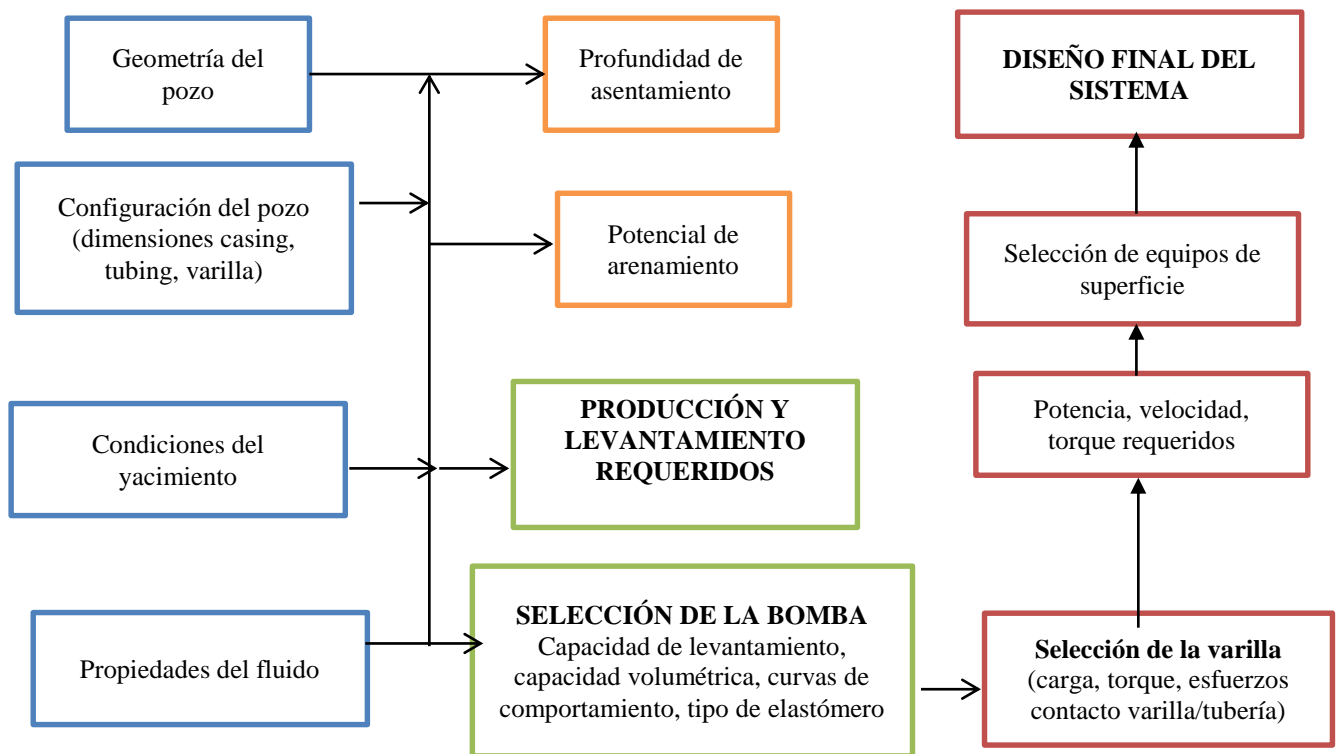 Geometría del
pozo
Profundidad de
asentamiento
DISEÑO FINAL DEL
SISTEMA
Configuración del pozo
(dimensiones casing,
tubing, varilla)
Potencial de
arenamiento
Selección de equipos de
superficie
Condiciones del
yacimiento
PRODUCCIÓN Y
LEVANTAMIENTO
REQUERIDOS
Potencia, velocidad,
torque requeridos
Propiedades del fluido
SELECCIÓN DE LA BOMBA
Capacidad de levantamiento,
capacidad volumétrica, curvas de
comportamiento, tipo de elastómero
Selección de la varilla
(carga, torque, esfuerzos
contacto varilla/tubería)